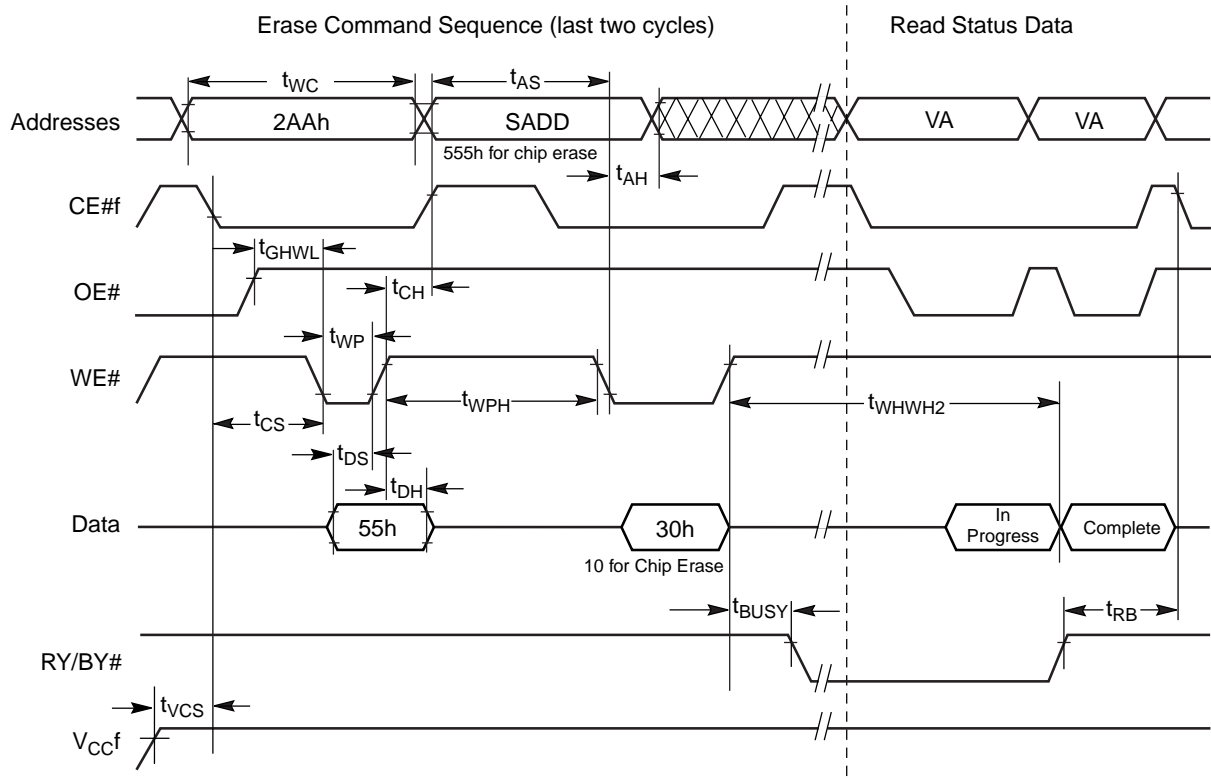 Erase Command Sequence (last two cycles)
Read Status Data
tWC
tAS
Addresses
2AAh
SADD
VA
VA
555h for chip erase
tAH
CE#f
tGHWL
OE#
tCH
tWP
WE#
tWPH
tWHWH2
tCS
tDS
tDH
Data
55h
30h
In
Progress
Complete
10 for Chip Erase
tBUSY
tRB
RY/BY#
tVCS
VCCf